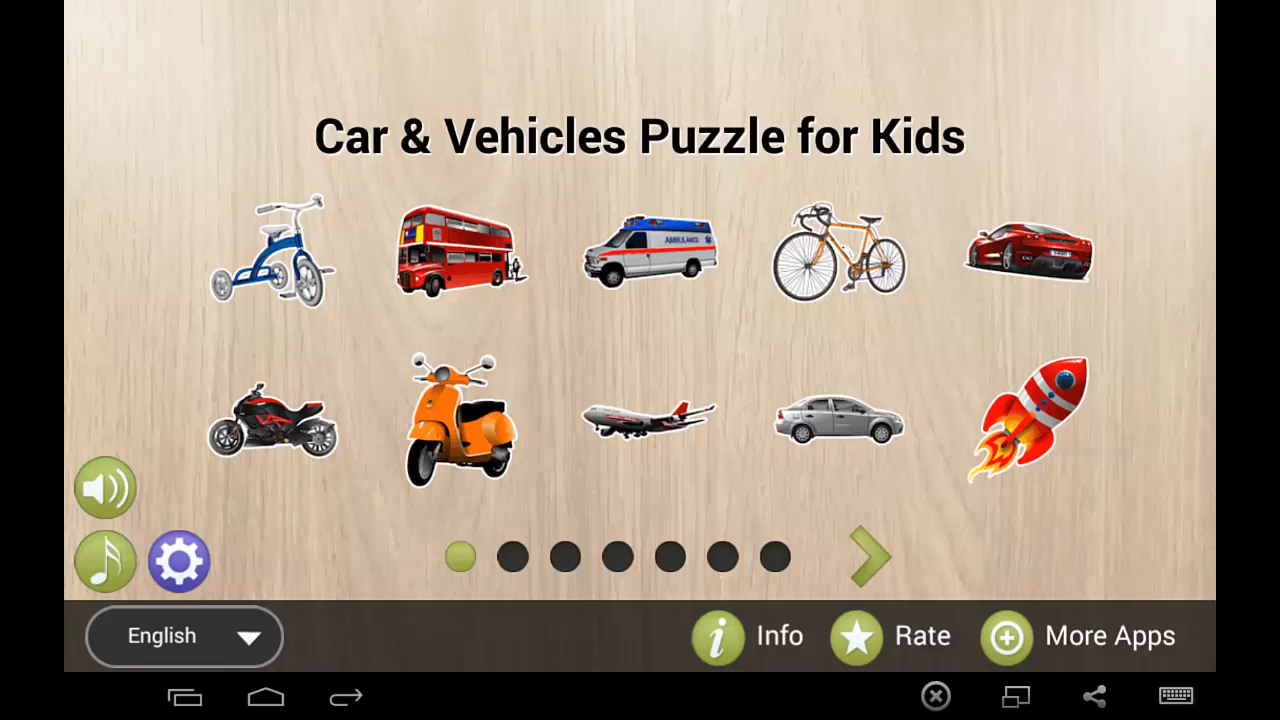 Car & Vehicles Puzzle for Kids
AMBULANCE
English
Info
Rate
More Apps